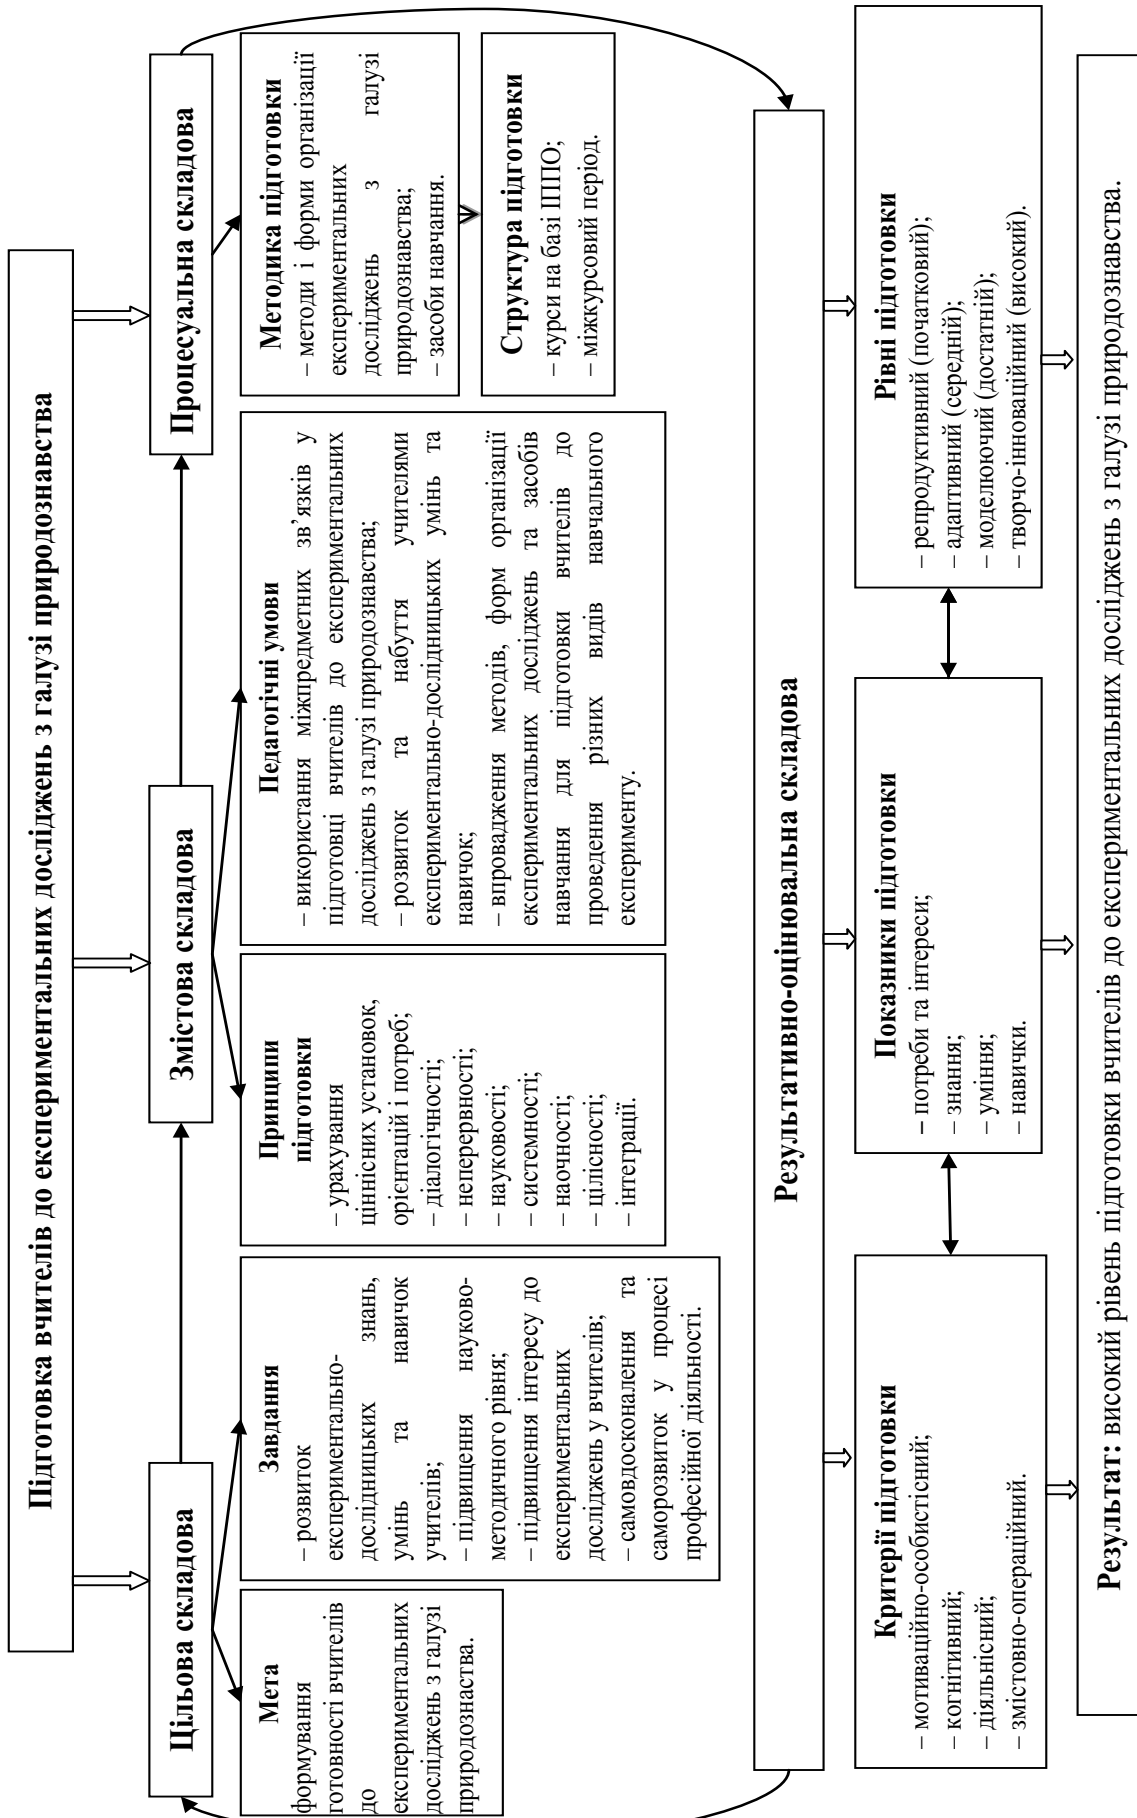 Підготовка вчителів до експериментальних досліджень з галузі природознавства
Цільова складова
Змістова складова
Процесуальна складова
Мета
формування
готовності вчителів
до
експериментальних
досліджень з галузі
природознаства.
Завдання
– розвиток
експериментально-
дослідницьких знань,
умінь та навичок
учителів;
– підвищення науково-
методичного рівня;
– підвищення інтересу до
експериментальних
досліджень у вчителів;
– самовдосконалення та
саморозвиток у процесі
професійної діяльності.
Принципи
підготовки
– урахування
ціннісних установок,
орієнтацій і потреб;
– діалогічності;
– неперервності;
– науковості;
– системності;
– наочності;
– цілісності;
– інтеграції.
Педагогічні умови
– використання міжпредметних зв’язків у
підготовці вчителів до експериментальних
досліджень з галузі природознавства;
– розвиток та набуття учителями
експериментально-дослідницьких умінь та
навичок;
– впровадження методів, форм організації
експериментальних досліджень та засобів
навчання для підготовки вчителів до
проведення різних видів навчального
експерименту.
Методика підготовки
– методи і форми організації
експериментальних
досліджень з галузі
природознавства;
– засоби навчання.
Структура підготовки
– курси на базі ІППО;
– міжкурсовий період.
Результативно-оцінювальна складова
Критерії підготовки
– мотиваційно-особистісний;
– когнітивний;
– діяльнісний;
– змістовно-операційний.
Показники підготовки
– потреби та інтереси;
– знання;
– уміння;
– навички.
Рівні підготовки
– репродуктивний (початковий);
– адаптивний (середній);
– моделюючий (достатній);
– творчо-інноваційний (високий).
Результат: високий рівень підготовки вчителів до експериментальних досліджень з галузі природознавства.